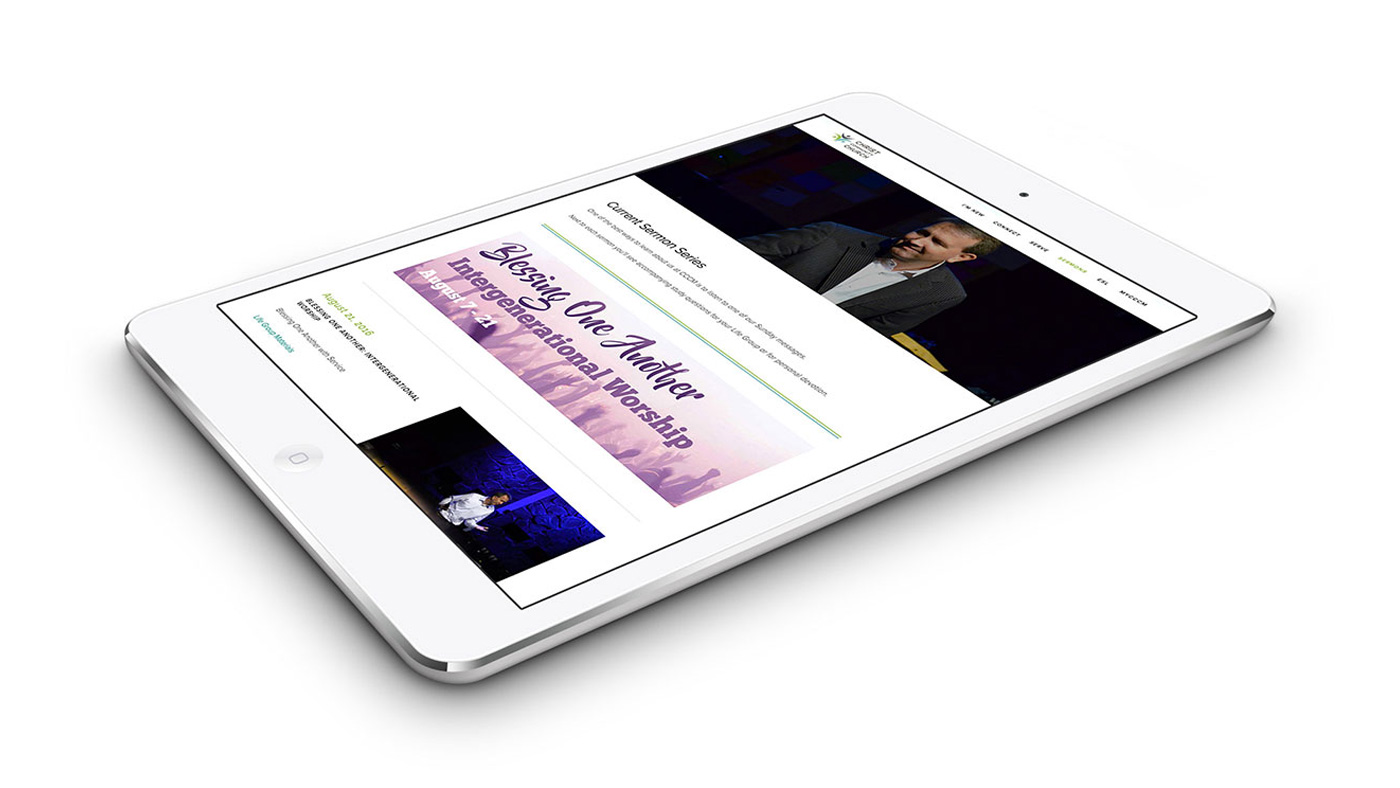 CHRIST
COMMUNITY
CHURCH
I'M NEW CONNECT SERVE SERMONS ESL MYCCCM
Current Sermon Series
One of the best ways to learn about us at CCCM is to listen to one of our Sunday messages.
Next to each sermon you'll see accompanying study questions for your Life Group or for personal devotion.
Blessing One Another
Intergenerational Worship
August 7 - 21
August 21, 2016
BLESSING ONE ANOTHER: INTERGENERATIONAL
WORSHIP
Blessing One Another with Service
Life Group Materials